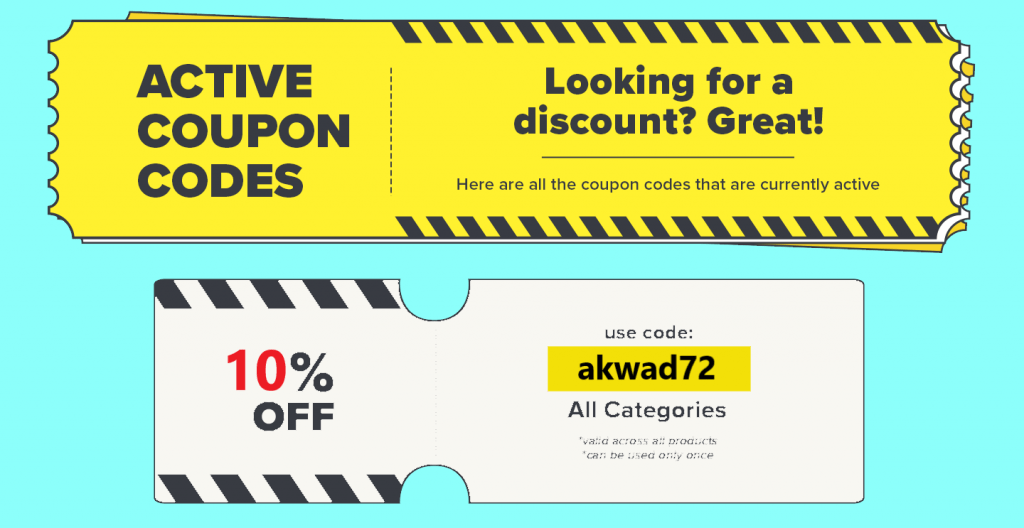 ACTIVE
COUPON
CODES
Looking for a
discount? Great!
Here are all the coupon codes that are currently active
10%
OFF
use code:
akwad72
All Categories
*valid across all products
*can be used only once